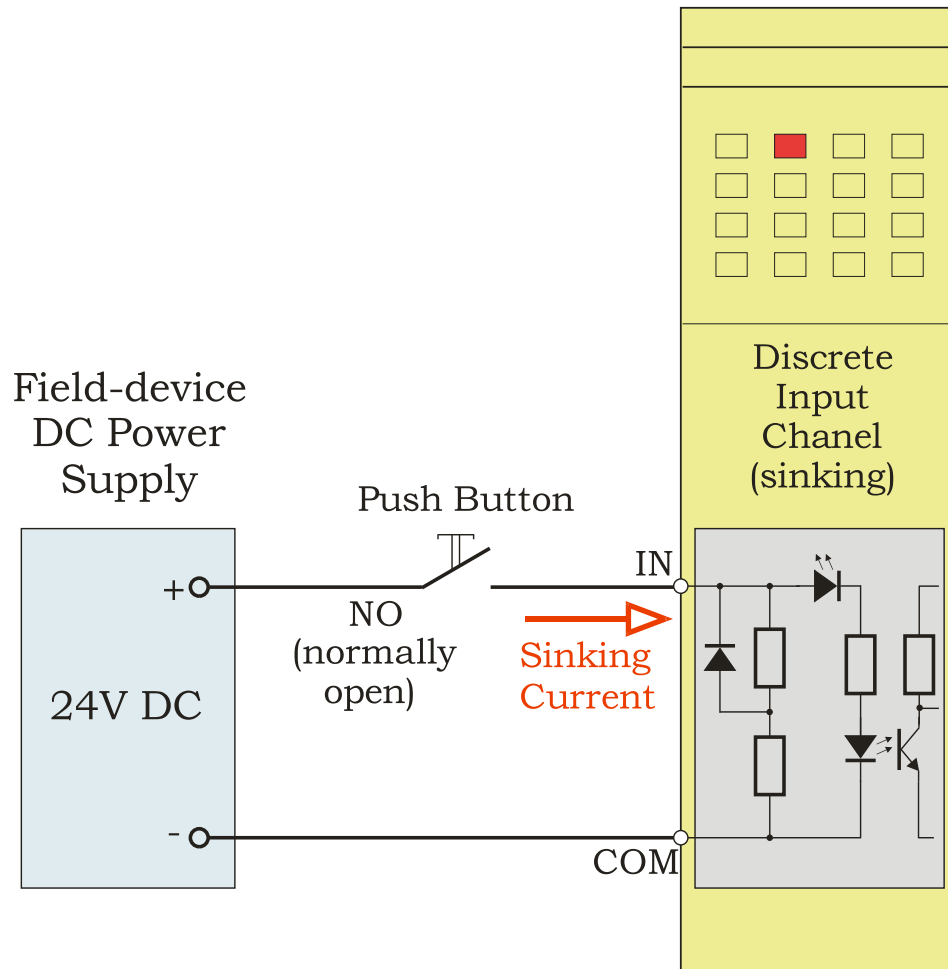 Field-device
DC Power
Supply
Push Button
Discrete
Input
Chanel
(sinking)
+
IN
NO
(normally
open)
Sinking
Current
24V DC
-
COM